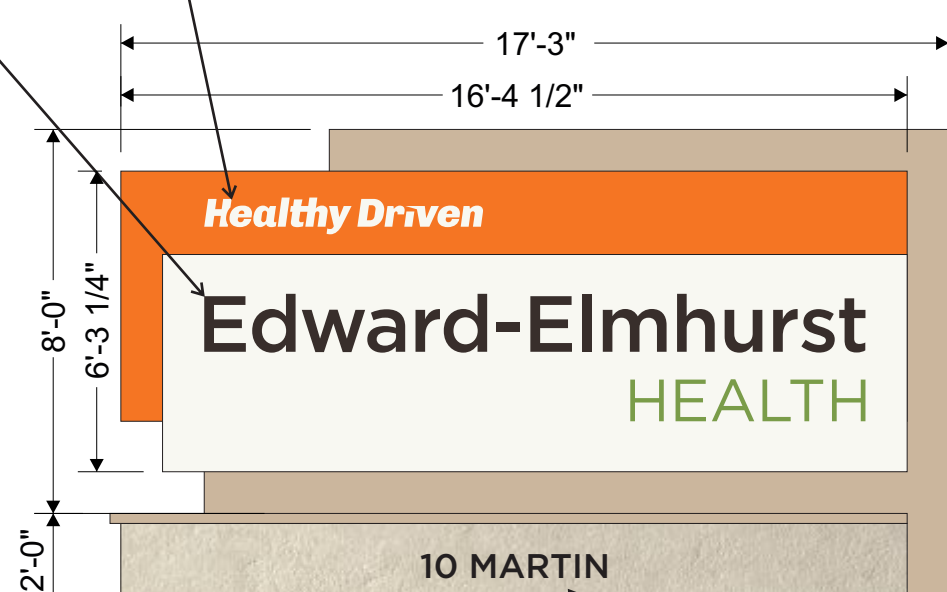 17'-3"
16'-4 1/2"
Healthy Driven
8'-0"
6'-3 1/4"
Edward-Elmhurst
HEALTH
2'-0"
10 MARTIN